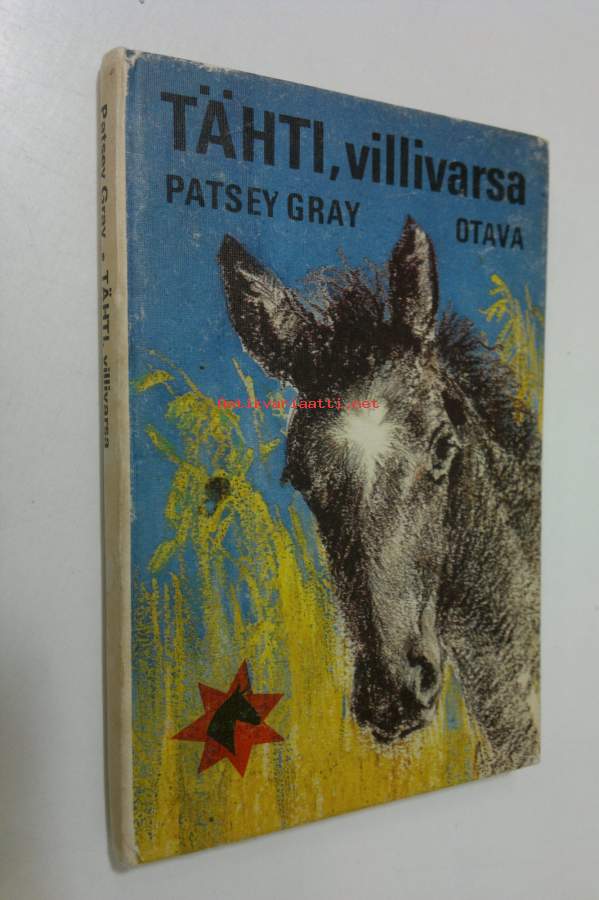 TÄHTI, villivarsa
PATSEY GRAY
OTAVA
Patsey Gray • TÄHTI, villivarsa
Antikvariaatti.net